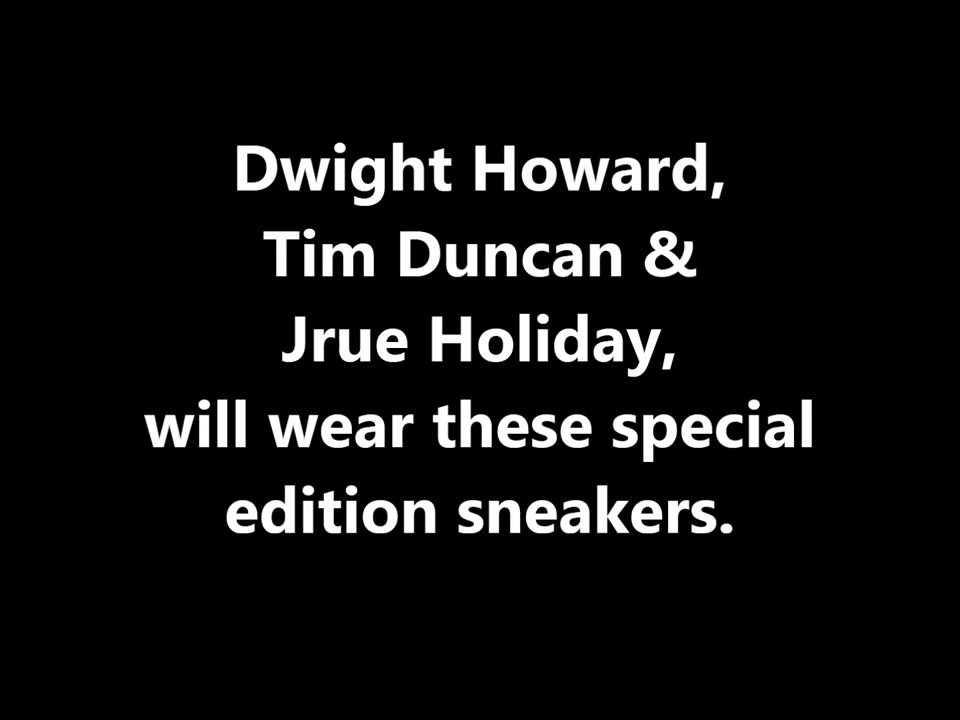 Dwight Howard,
Tim Duncan &
Jrue Holiday,
will wear these special
edition sneakers.